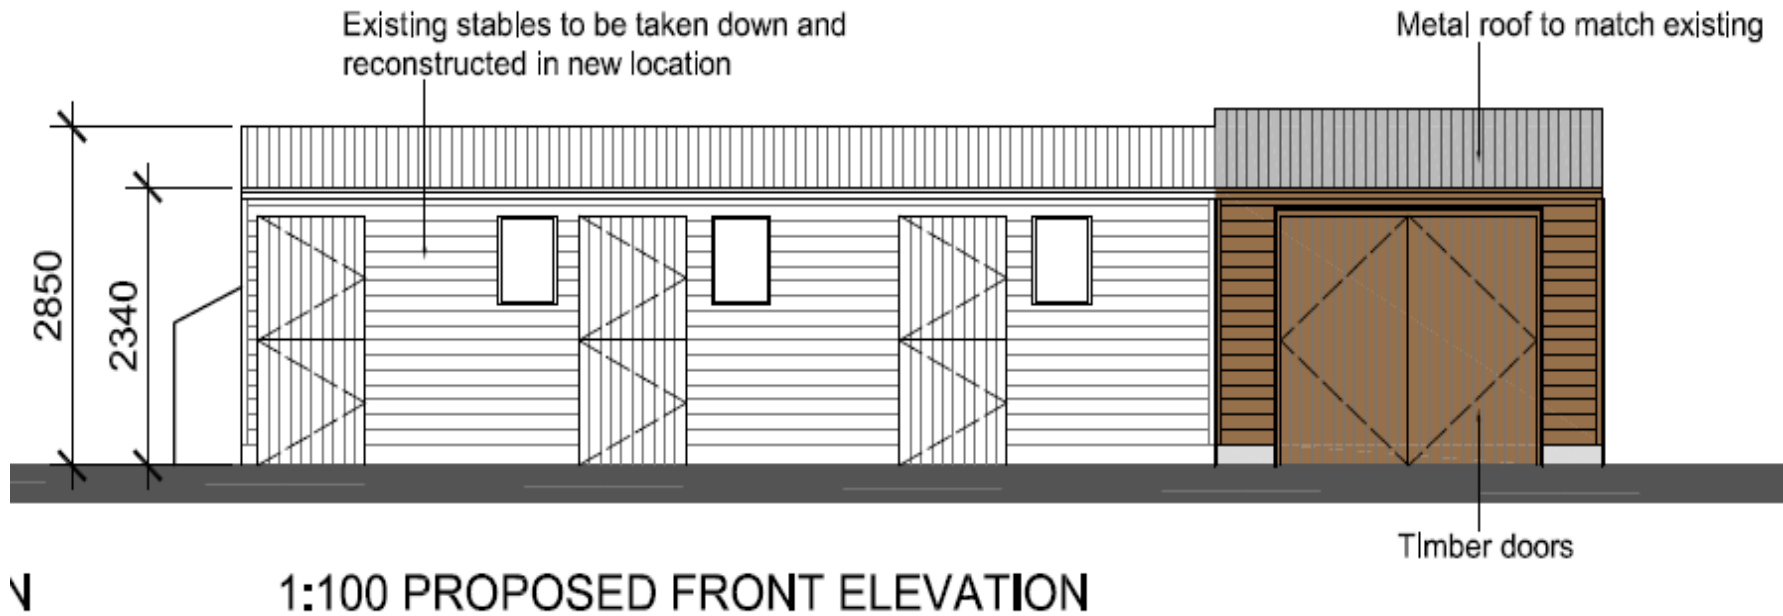 Existing stables to be taken down and
reconstructed in new location
Metal roof to match existing
2850
2340
Timber doors
N
1:100 PROPOSED FRONT ELEVATION